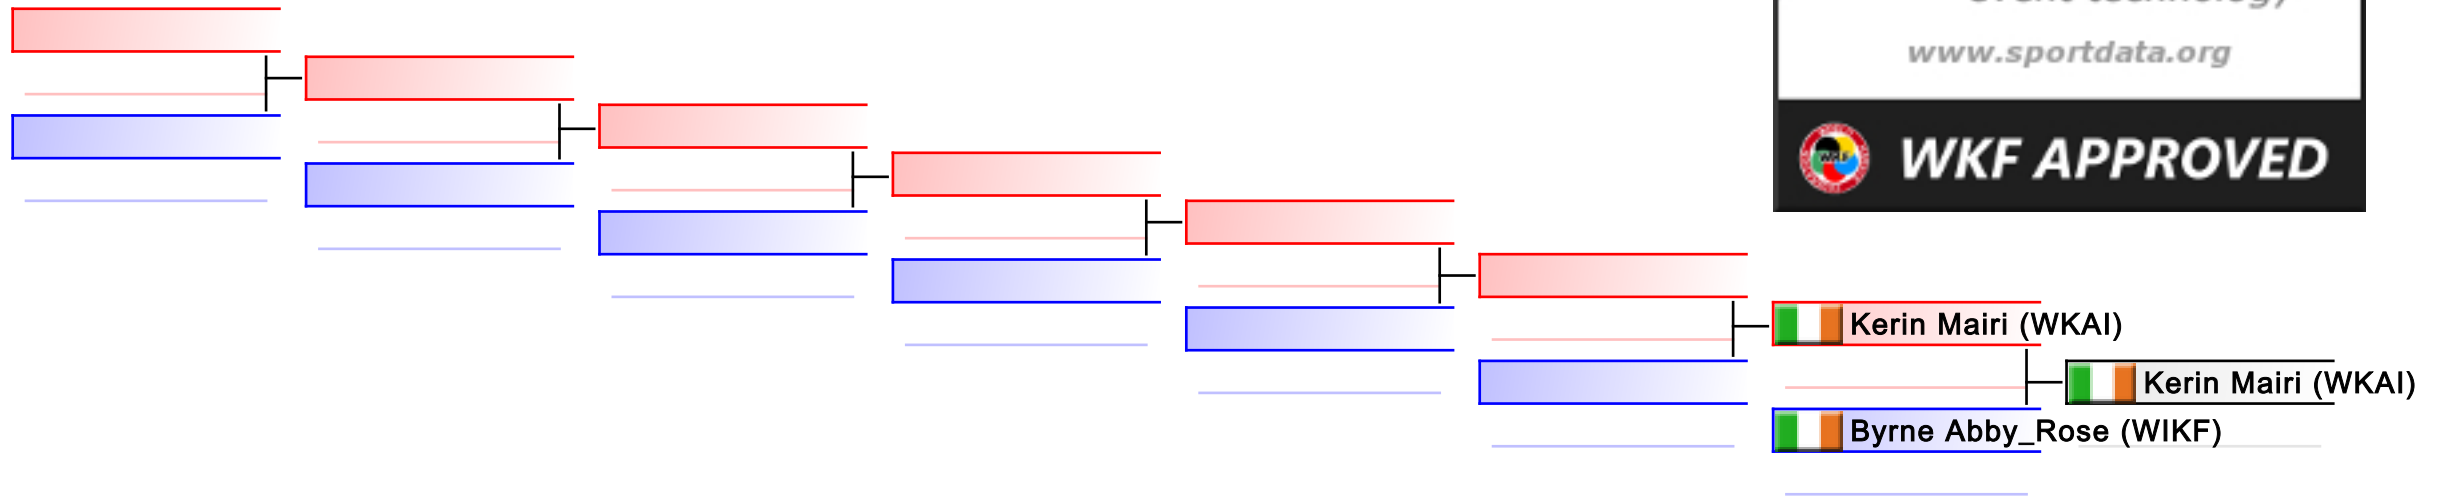 www.sportdata.org
WKF APPROVED
Kerin Mairi (WKAI)
Kerin Mairi (WKAI)
Byrne Abby_Rose (WIKF)